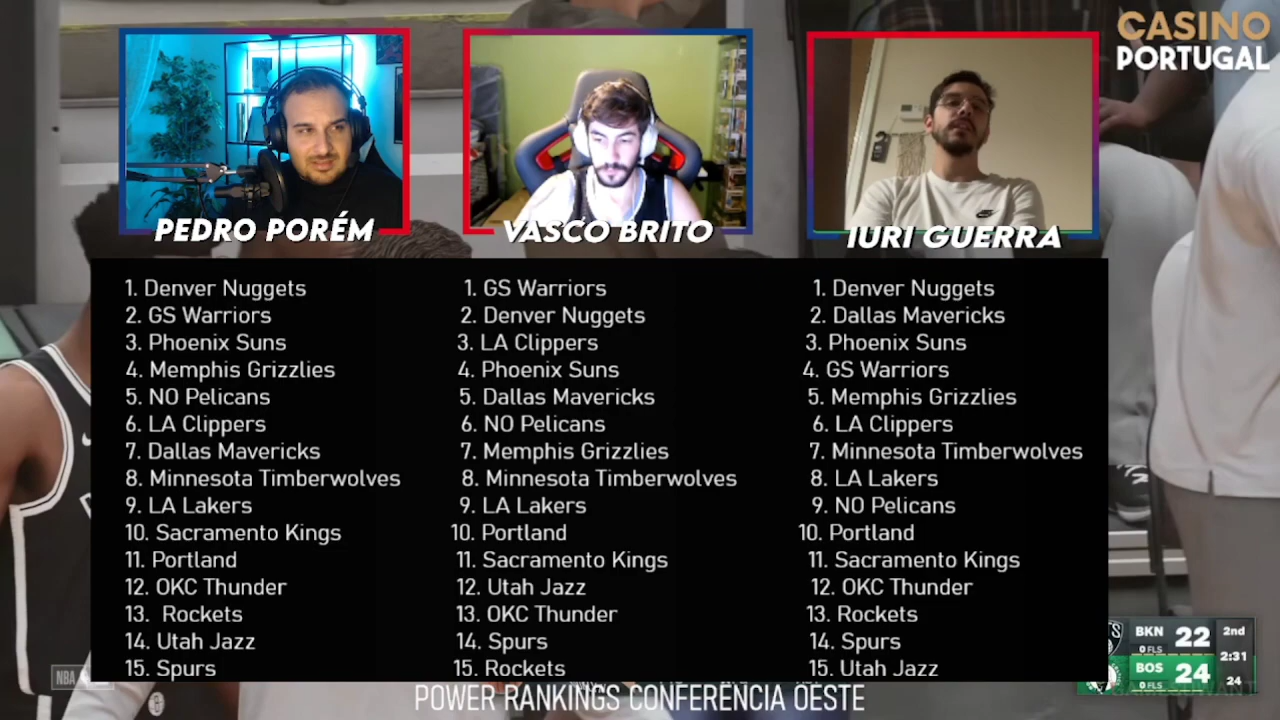 CASINO
PORTUGAL
PEDRO PORÉM
VASCO BRITO
IURI GUERRA
1. Denver Nuggets
2. GS Warriors
3. Phoenix Suns
4. Memphis Grizzlies
5. NO Pelicans
6. LA Clippers
7. Dallas Mavericks
8. Minnesota Timberwolves
9. LA Lakers
10. Sacramento Kings
11. Portland
12. OKC Thunder
13. Rockets
14. Utah Jazz
15. Spurs
1. GS Warriors
2. Denver Nuggets
3. LA Clippers
4. Phoenix Suns
5. Dallas Mavericks
6. NO Pelicans
7. Memphis Grizzlies
8. Minnesota Timberwolves
9. LA Lakers
10. Portland
11. Sacramento Kings
12. Utah Jazz
13. OKC Thunder
14. Spurs
15. Rockets
1. Denver Nuggets
2. Dallas Mavericks
3. Phoenix Suns
4. GS Warriors
5. Memphis Grizzlies
6. LA Clippers
7. Minnesota Timberwolves
8. LA Lakers
9. NO Pelicans
10. Portland
11. Sacramento Kings
12. OKC Thunder
13. Rockets
14. Spurs
15. Utah Jazz
BKN 22 2nd
0 FLS
2:31
BOS 24 24
0 FLS
NBA
POWER RANKINGS CONFERÊNCIA OESTE